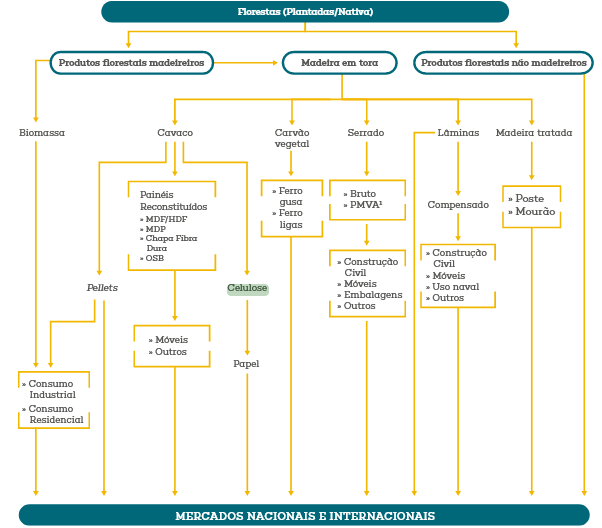 Florestas (Plantadas/Nativa)
Produtos florestais madeireiros
Madeira em tora
Produtos florestais não madeireiros
Biomassa
Cavaco
Carvão
vegetal
Serrado
Lâminas
Madeira tratada
Painéis
Reconstituídos
» MDF/HDF
» MDP
» Chapa Fibra
Dura
» OSB
» Ferro
gusa
» Ferro
ligas
» Bruto
» PMVA¹
Compensado
» Poste
» Mourão
» Construção
Civil
» Móveis
» Embalagens
» Outros
» Construção
Civil
» Móveis
» Uso naval
» Outros
Pellets
Celulose
» Móveis
» Outros
Papel
» Consumo
Industrial
» Consumo
Residencial
MERCADOS NACIONAIS E INTERNACIONAIS